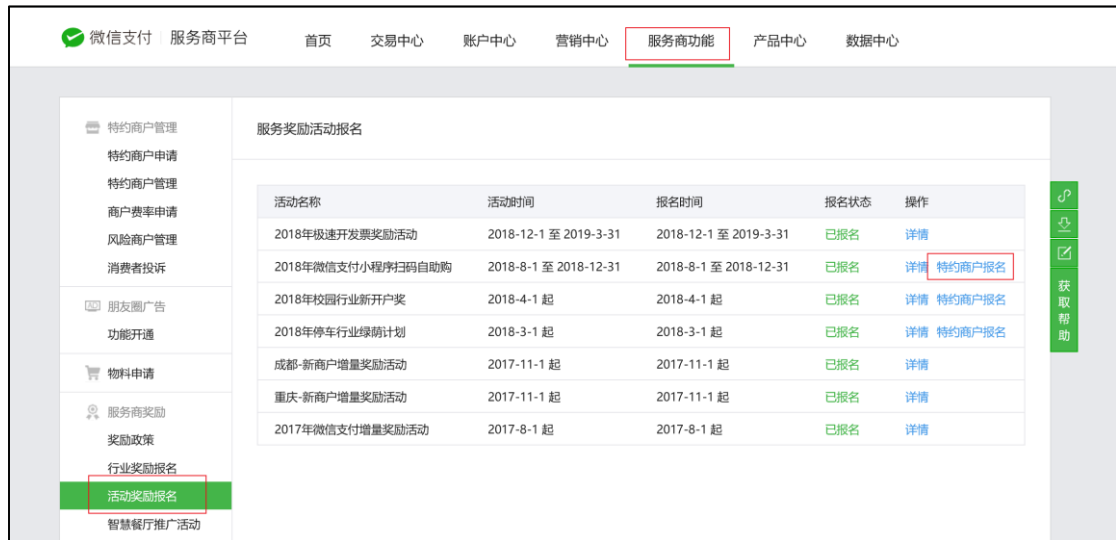 微信支付 服务商平台 首页 交易中心 账户中心 营销中心 服务商功能 产品中心 数据中心
特约商户管理
特约商户申请
特约商户管理
商户费率申请
风险商户管理
消费者投诉
朋友圈广告
功能开通
物料申请
服务商奖励
奖励政策
行业奖励报名
活动奖励报名
智慧餐厅推广活动
服务奖励活动报名
活动名称 活动时间 报名时间 报名状态 操作
2018年极速开发票奖励活动 2018-12-1 至 2019-3-31 2018-12-1 至 2019-3-31 已报名 详情
2018年微信支付小程序扫码自助购 2018-8-1 至 2018-12-31 2018-8-1 至 2018-12-31 已报名 详情 特约商户报名
2018年校园行业新开户奖 2018-4-1 起 2018-4-1 起 已报名 详情 特约商户报名
2018年停车行业绿荫计划 2018-3-1 起 2018-3-1 起 已报名 详情 特约商户报名
成都-新商户增量奖励活动 2017-11-1 起 2017-11-1 起 已报名 详情
重庆-新商户增量奖励活动 2017-11-1 起 2017-11-1 起 已报名 详情
2017年微信支付增量奖励活动 2017-8-1 起 2017-8-1 起 已报名 详情
获取帮助